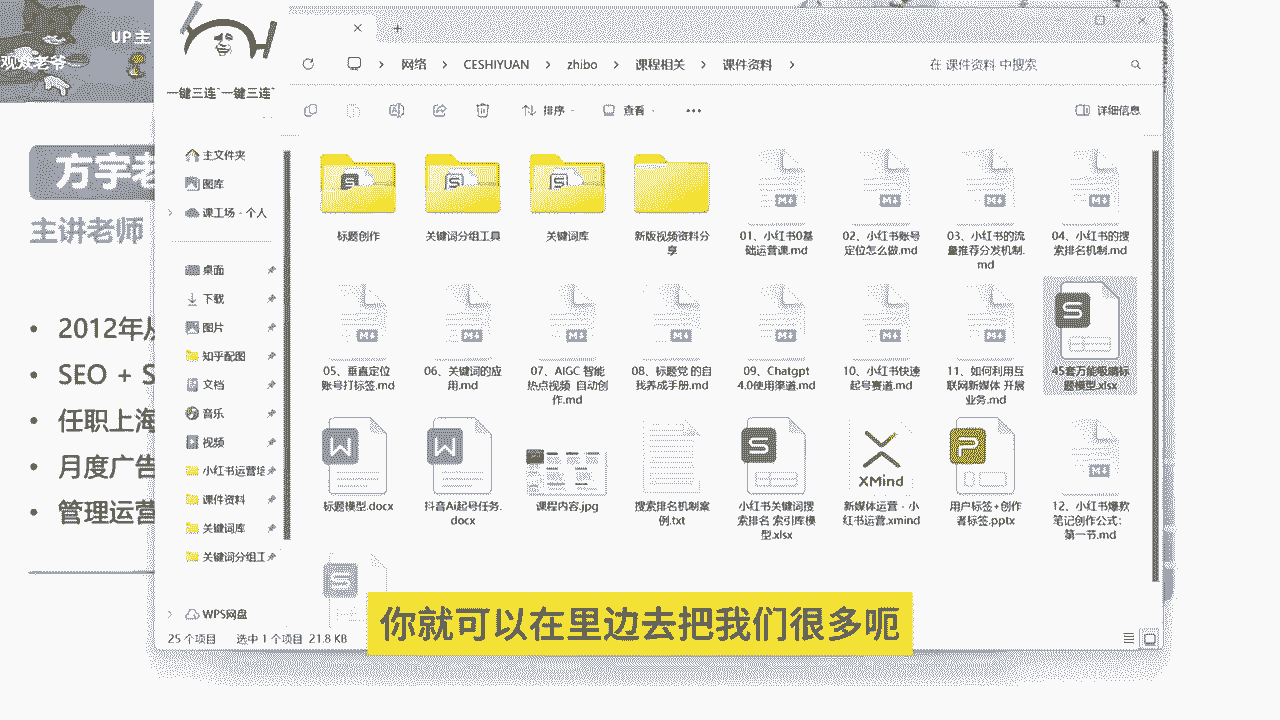 UP主
观爱老爷
一键三连`一键三连`
方宇老
主讲老师
2012年从
SEO + S
任职上海
月度广告
管理运营
网络
CESHIYUAN
zhibo
课程相关
课件资料
在 课件资料 中搜索
排序
查看
详细信息
主文件夹
图库
课工场 - 个人
桌面
下载
图片
知乎配图
文档
音乐
视频
小红书运营培
课件资料
关键词库
关键词分组工
WPS网盘
标题创作
关键词分组工具
关键词库
新版视频资料分
享
01、小红书0基
础运营课.md
02、小红书账号
定位怎么做.md
03、小红书的流
量推荐分发机制.
md
04、小红书的搜
索排名机制.md
05、垂直定位
账号打标签.md
06、关键词的应
用.md
07、AIGC 智能
热点视频 自动创
作.md
08、标题党 的自
我养成手册.md
09、Chatgpt
4.0使用渠道.md
10、小红书快速
起号赛道.md
11、如何利用互
联网新媒体 开展
业务.md
45套万能吸睛标
题模型.xlsx
标题模型.docx
抖音Ai起号任务.
docx
课程内容.jpg
搜索排名机制案
例.txt
小红书关键词搜
索排名 索引库模
型.xlsx
XMind
新媒体运营 - 小
红书运营.xmind
用户标签+创作
者标签.pptx
12、小红书爆款
笔记创作公式：
第一节.md
25 个项目
选中 1 个项目 21.8 KB
你就可以在里边去把我们很多呃